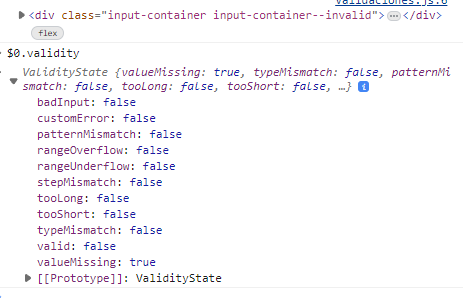 validaciones.js:6
▶<div class="input-container input-container--invalid">…</div>
flex
$0.validity
ValidityState {valueMissing: true, typeMismatch: false, patternMi
smatch: false, tooLong: false, tooShort: false, …} i
badInput: false
customError: false
patternMismatch: false
rangeOverflow: false
rangeUnderflow: false
stepMismatch: false
tooLong: false
tooShort: false
typeMismatch: false
valid: false
valueMissing: true
▶ [[Prototype]]: ValidityState